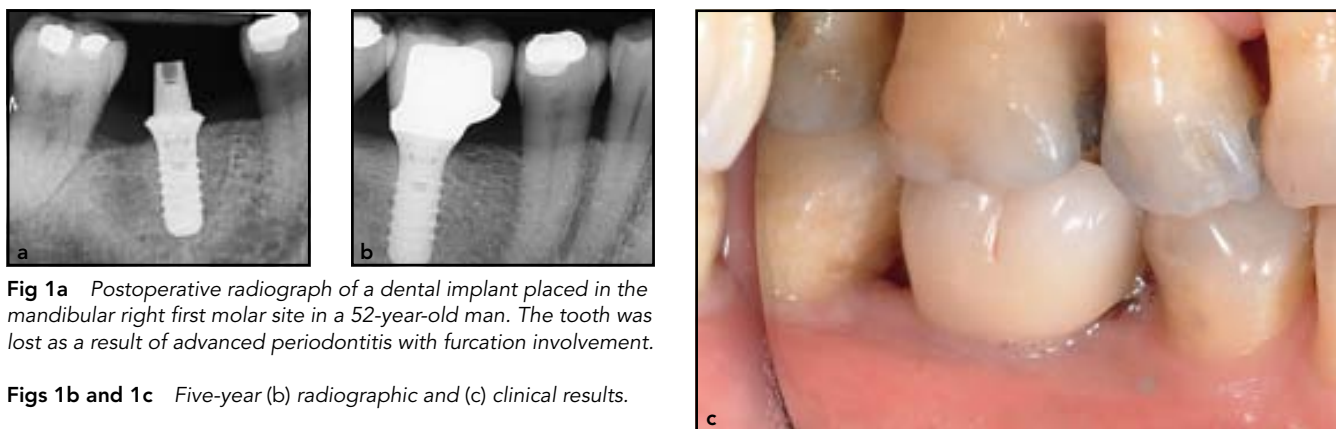 a
b
Fig 1a Postoperative radiograph of a dental implant placed in the
mandibular right first molar site in a 52-year-old man. The tooth was
lost as a result of advanced periodontitis with furcation involvement.
Figs 1b and 1c Five-year (b) radiographic and (c) clinical results.
c